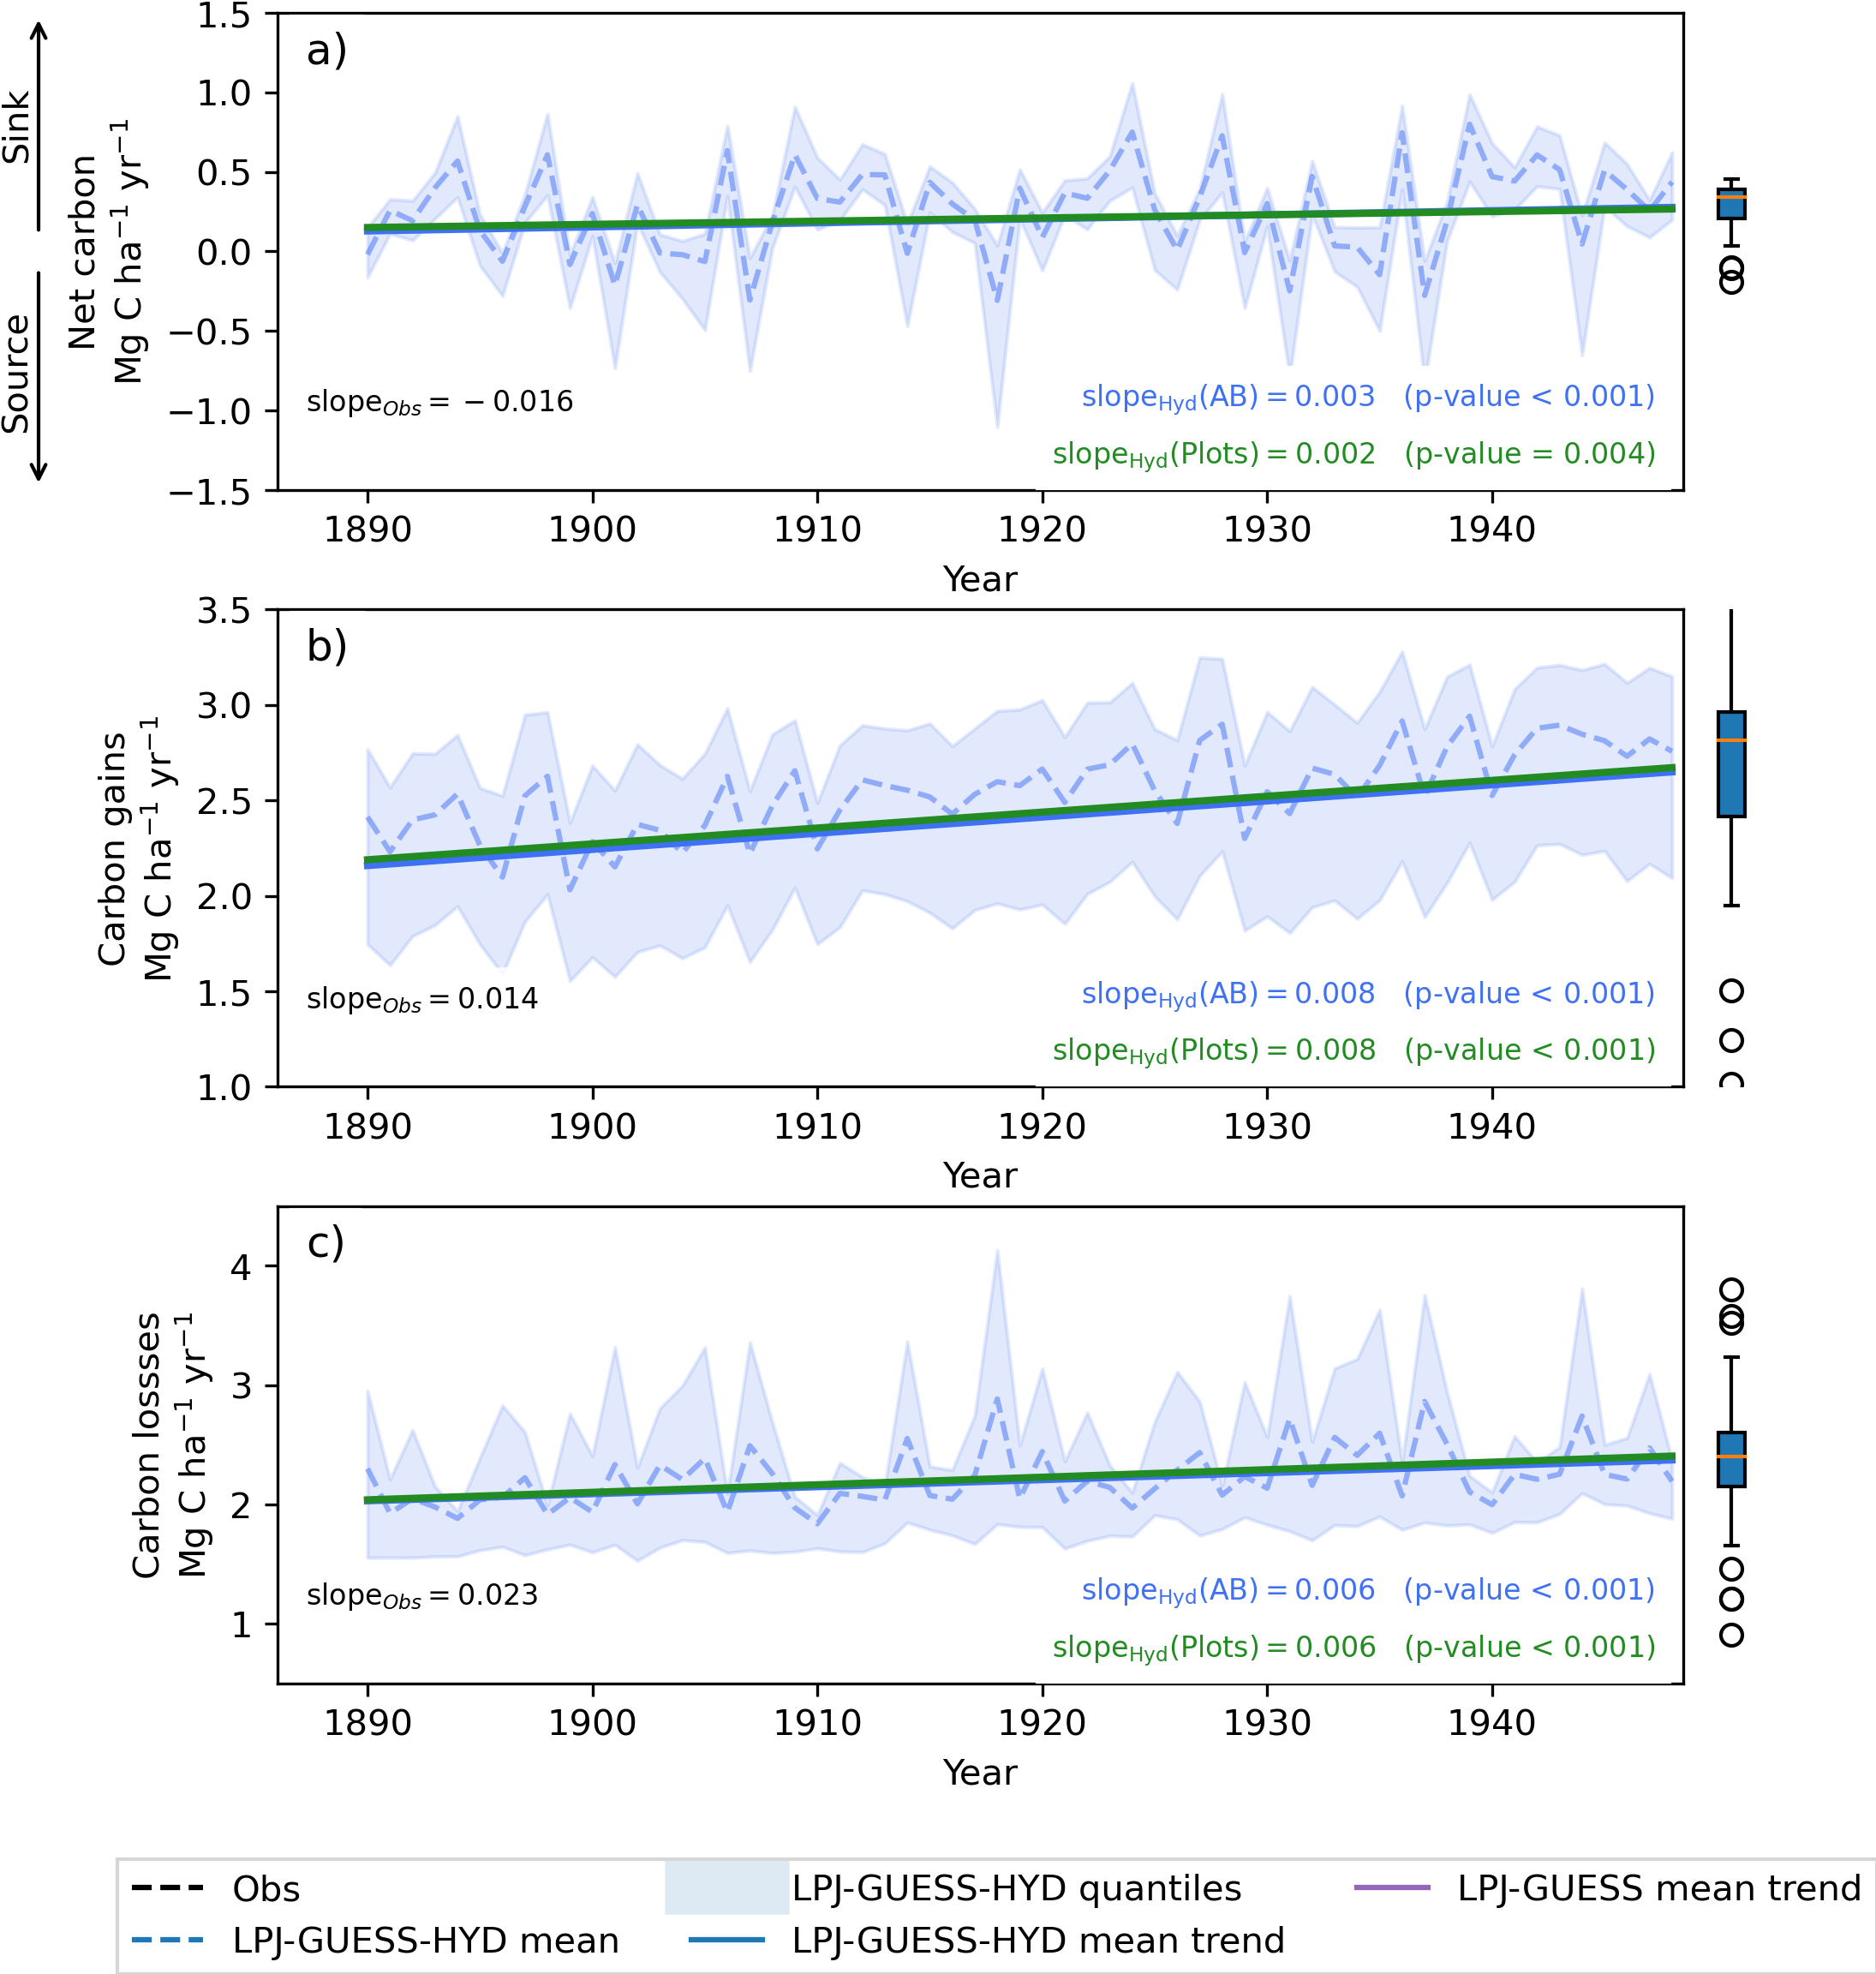 Sink
Source
Net carbon
Mg C ha⁻¹ yr⁻¹
a)
1.5
1.0
0.5
0.0
−0.5
−1.0
−1.5
slope_Obs = −0.016
slope_Hyd(AB) = 0.003 (p-value < 0.001)
slope_Hyd(Plots) = 0.002 (p-value = 0.004)
1890 1900 1910 1920 1930 1940
Year
Carbon gains
Mg C ha⁻¹ yr⁻¹
b)
3.5
3.0
2.5
2.0
1.5
1.0
slope_Obs = 0.014
slope_Hyd(AB) = 0.008 (p-value < 0.001)
slope_Hyd(Plots) = 0.008 (p-value < 0.001)
1890 1900 1910 1920 1930 1940
Year
Carbon lossses
Mg C ha⁻¹ yr⁻¹
c)
4
3
2
1
slope_Obs = 0.023
slope_Hyd(AB) = 0.006 (p-value < 0.001)
slope_Hyd(Plots) = 0.006 (p-value < 0.001)
1890 1900 1910 1920 1930 1940
Year
Obs
LPJ-GUESS-HYD mean
LPJ-GUESS-HYD quantiles
LPJ-GUESS-HYD mean trend
LPJ-GUESS mean trend